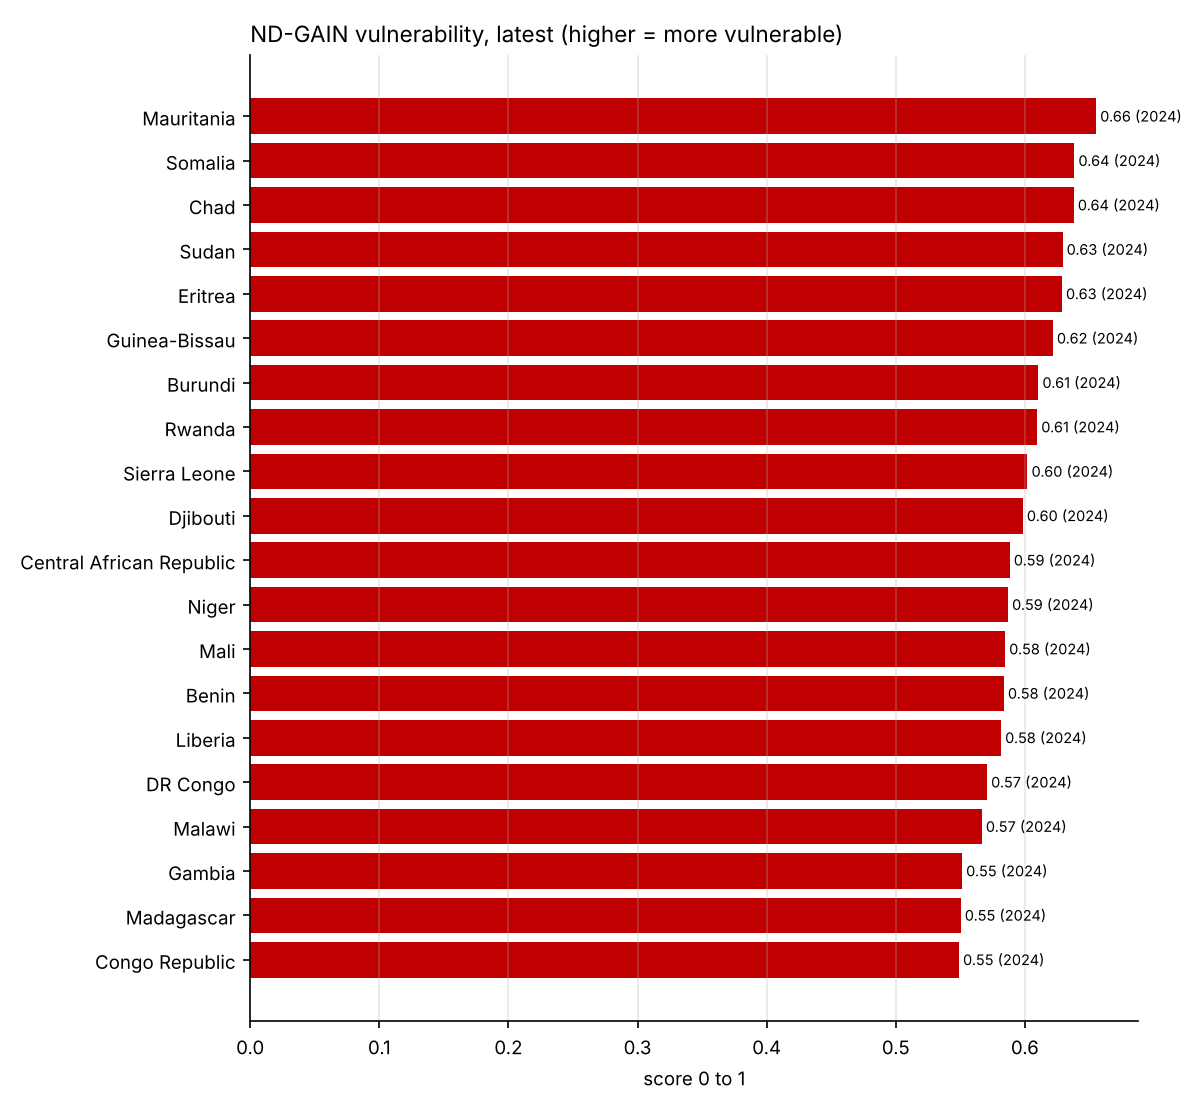 ND-GAIN vulnerability, latest (higher = more vulnerable)
Mauritania 0.66 (2024)
Somalia 0.64 (2024)
Chad 0.64 (2024)
Sudan 0.63 (2024)
Eritrea 0.63 (2024)
Guinea-Bissau 0.62 (2024)
Burundi 0.61 (2024)
Rwanda 0.61 (2024)
Sierra Leone 0.60 (2024)
Djibouti 0.60 (2024)
Central African Republic 0.59 (2024)
Niger 0.59 (2024)
Mali 0.58 (2024)
Benin 0.58 (2024)
Liberia 0.58 (2024)
DR Congo 0.57 (2024)
Malawi 0.57 (2024)
Gambia 0.55 (2024)
Madagascar 0.55 (2024)
Congo Republic 0.55 (2024)
0.0 0.1 0.2 0.3 0.4 0.5 0.6
score 0 to 1